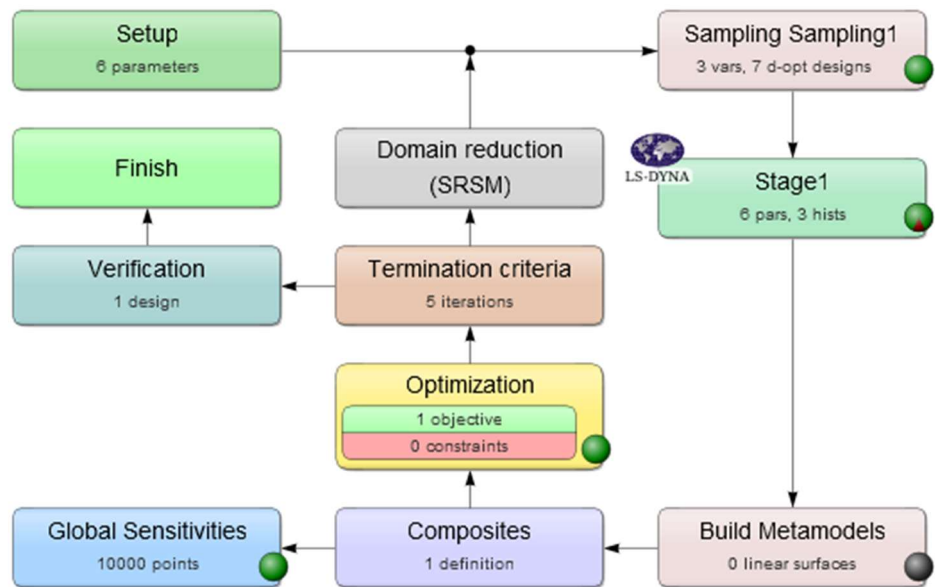 Setup
6 parameters
Sampling Sampling1
3 vars, 7 d-opt designs
Finish
Domain reduction
(SRSM)
LS-DYNA
Stage1
6 pars, 3 hists
Verification
1 design
Termination criteria
5 iterations
Optimization
1 objective
0 constraints
Global Sensitivities
10000 points
Composites
1 definition
Build Metamodels
0 linear surfaces